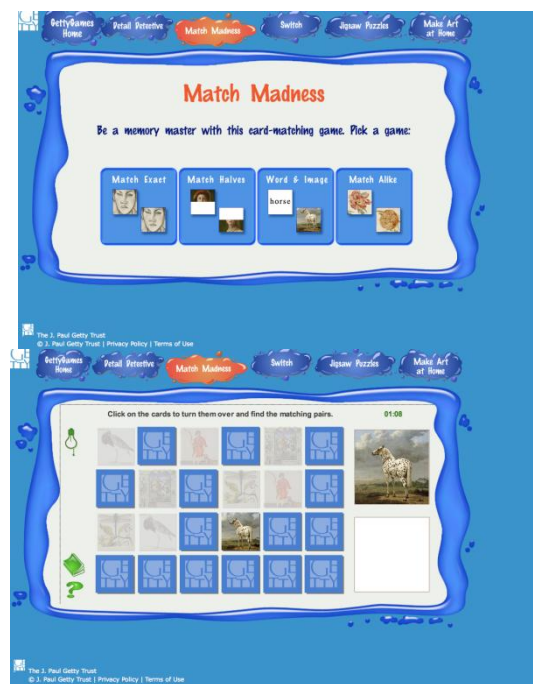 GettyGames Home
Detail Detective
Match Madness
Switch
Jigsaw Puzzles
Make Art at Home
Match Madness
Be a memory master with this card-matching game. Pick a game:
Match Exact
Match Halves
Word & Image
Match Alike
horse
The J. Paul Getty Trust
© J. Paul Getty Trust | Privacy Policy | Terms of Use
GettyGames Home
Detail Detective
Match Madness
Switch
Jigsaw Puzzles
Make Art at Home
Click on the cards to turn them over and find the matching pairs.
01:08
?
The J. Paul Getty Trust
© J. Paul Getty Trust | Privacy Policy | Terms of Use